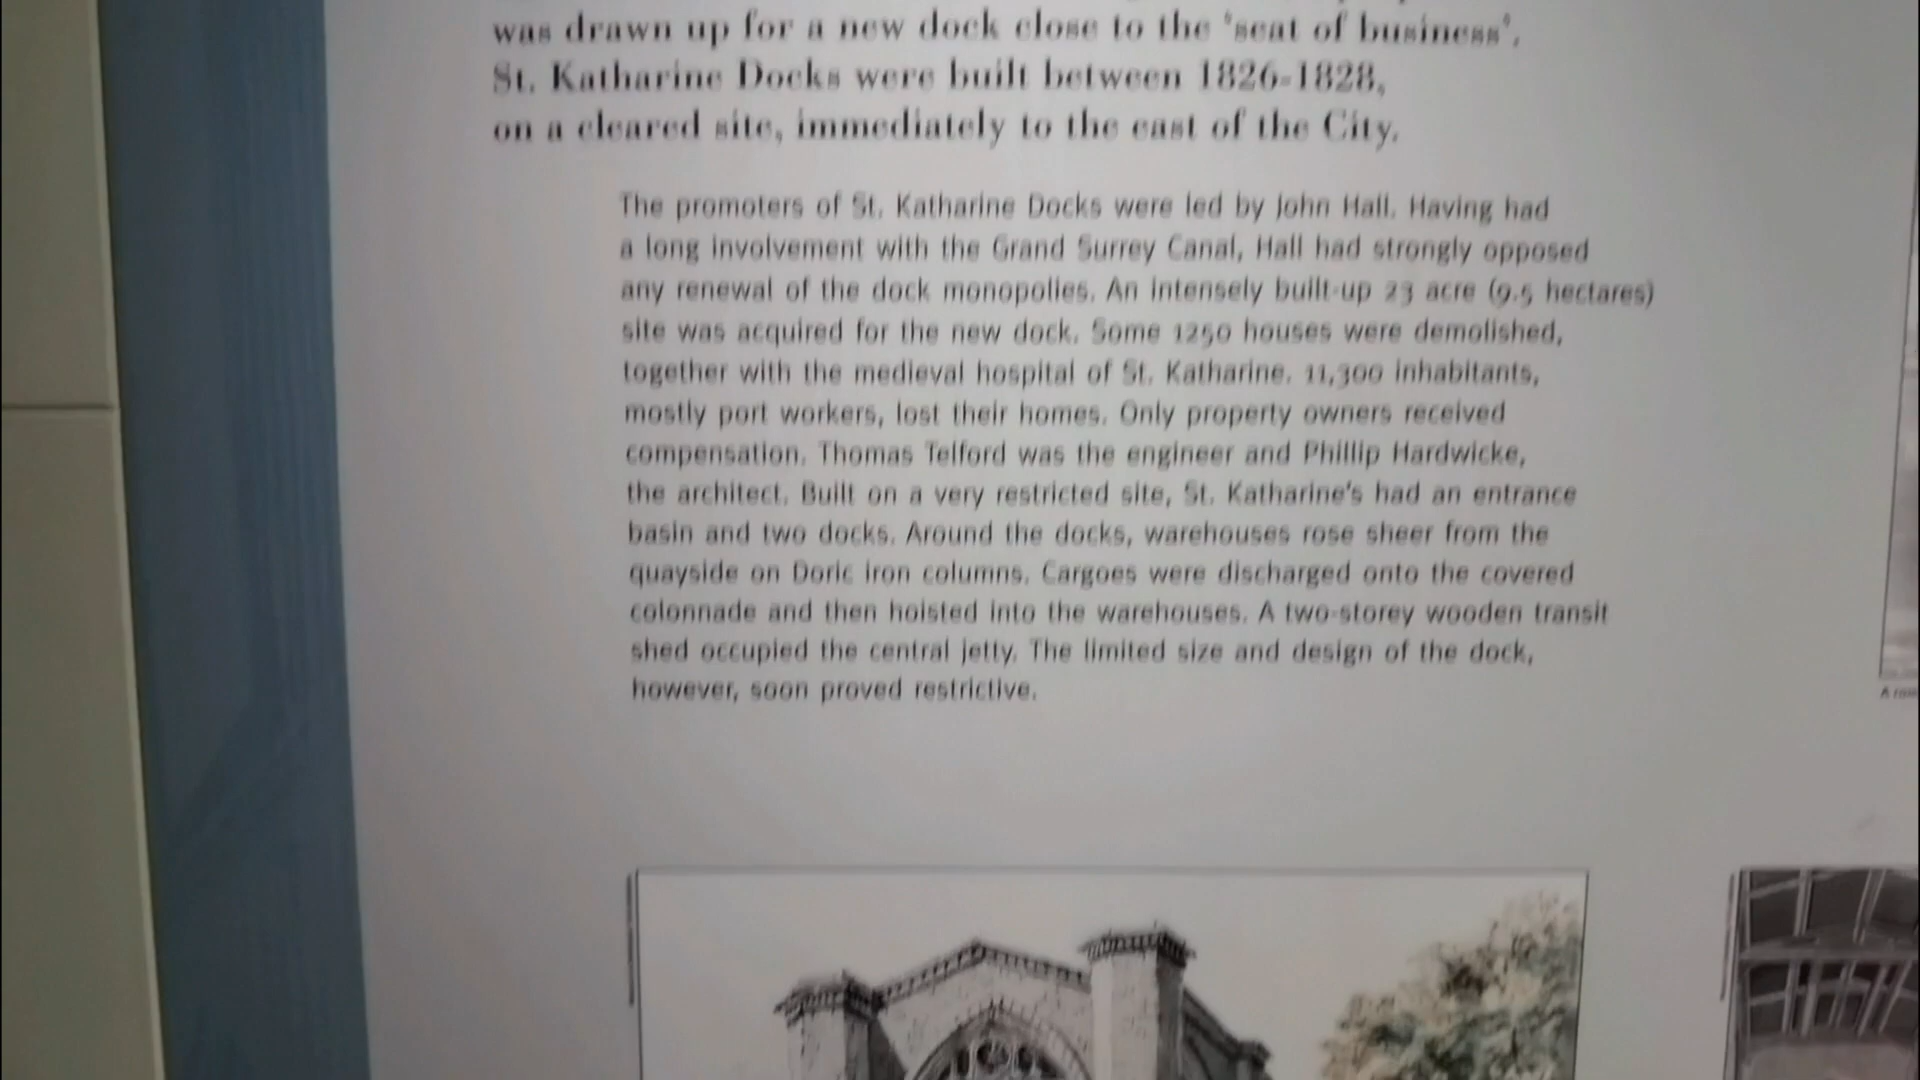 was drawn up for a new dock close to the 'seat of business'.
St. Katharine Docks were built between 1826-1828,
on a cleared site, immediately to the east of the City.
The promoters of St. Katharine Docks were led by John Hall. Having had
a long involvement with the Grand Surrey Canal, Hall had strongly opposed
any renewal of the dock monopolies. An intensely built-up 23 acre (9.5 hectares)
site was acquired for the new dock. Some 1250 houses were demolished,
together with the medieval hospital of St. Katharine. 11,300 inhabitants,
mostly port workers, lost their homes. Only property owners received
compensation. Thomas Telford was the engineer and Phillip Hardwicke,
the architect. Built on a very restricted site, St. Katharine's had an entrance
basin and two docks. Around the docks, warehouses rose sheer from the
quayside on Doric iron columns. Cargoes were discharged onto the covered
colonnade and then hoisted into the warehouses. A two-storey wooden transit
shed occupied the central jetty. The limited size and design of the dock,
however, soon proved restrictive.